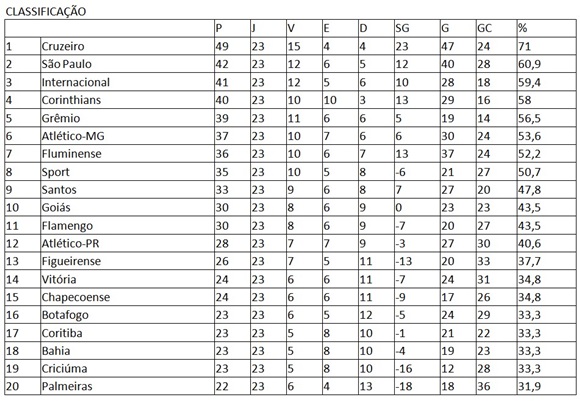 CLASSIFICAÇÃO
P J V E D SG G GC %
1 Cruzeiro 49 23 15 4 4 23 47 24 71
2 São Paulo 42 23 12 6 5 12 40 28 60,9
3 Internacional 41 23 12 5 6 10 28 18 59,4
4 Corinthians 40 23 10 10 3 13 29 16 58
5 Grêmio 39 23 11 6 6 5 19 14 56,5
6 Atlético-MG 37 23 10 7 6 6 30 24 53,6
7 Fluminense 36 23 10 6 7 13 37 24 52,2
8 Sport 35 23 10 5 8 -6 21 27 50,7
9 Santos 33 23 9 6 8 7 27 20 47,8
10 Goiás 30 23 8 6 9 0 23 23 43,5
11 Flamengo 30 23 8 6 9 -7 20 27 43,5
12 Atlético-PR 28 23 7 7 9 -3 27 30 40,6
13 Figueirense 26 23 7 5 11 -13 20 33 37,7
14 Vitória 24 23 6 6 11 -7 24 31 34,8
15 Chapecoense 24 23 6 6 11 -9 17 26 34,8
16 Botafogo 23 23 6 5 12 -5 24 29 33,3
17 Coritiba 23 23 5 8 10 -1 21 22 33,3
18 Bahia 23 23 5 8 10 -4 19 23 33,3
19 Criciúma 23 23 5 8 10 -16 12 28 33,3
20 Palmeiras 22 23 6 4 13 -18 18 36 31,9